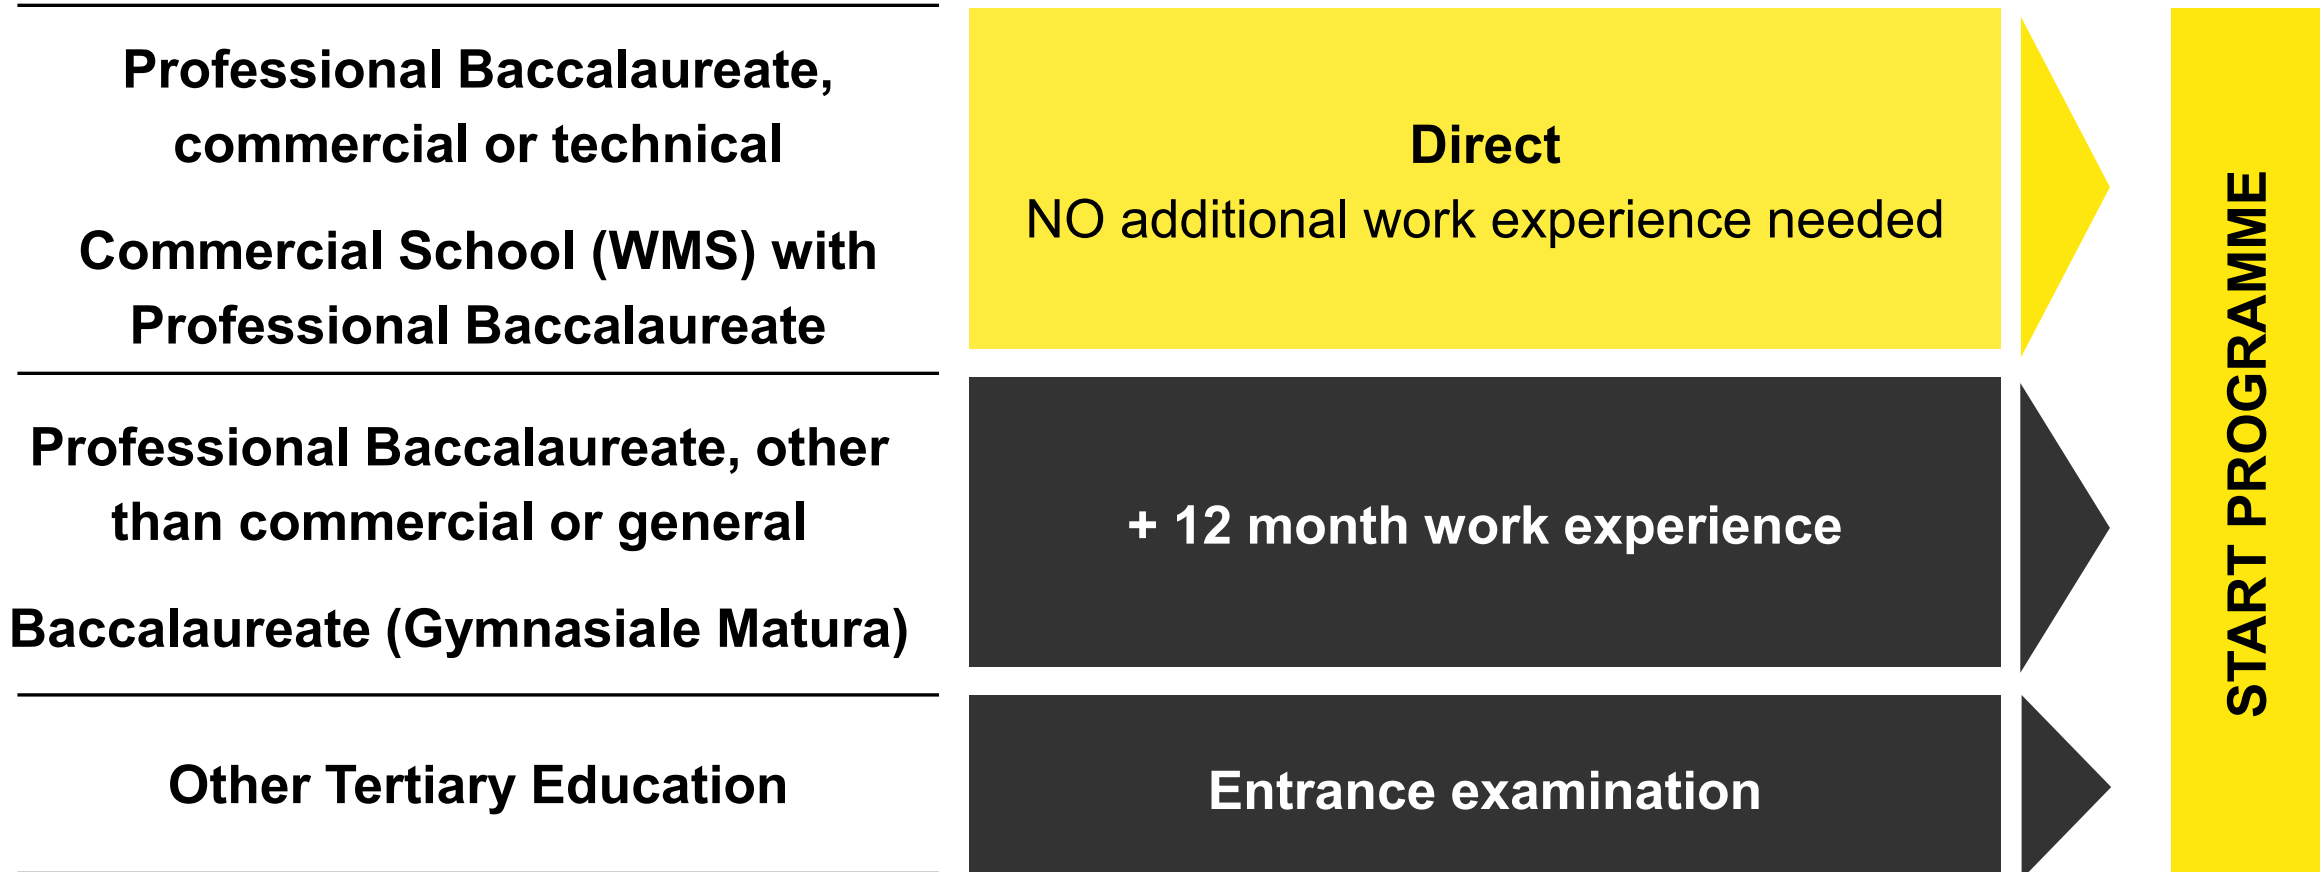 Professional Baccalaureate,
commercial or technical
Commercial School (WMS) with
Professional Baccalaureate
Direct
NO additional work experience needed
Professional Baccalaureate, other
than commercial or general
Baccalaureate (Gymnasiale Matura)
+ 12 month work experience
Other Tertiary Education
Entrance examination
START PROGRAMME